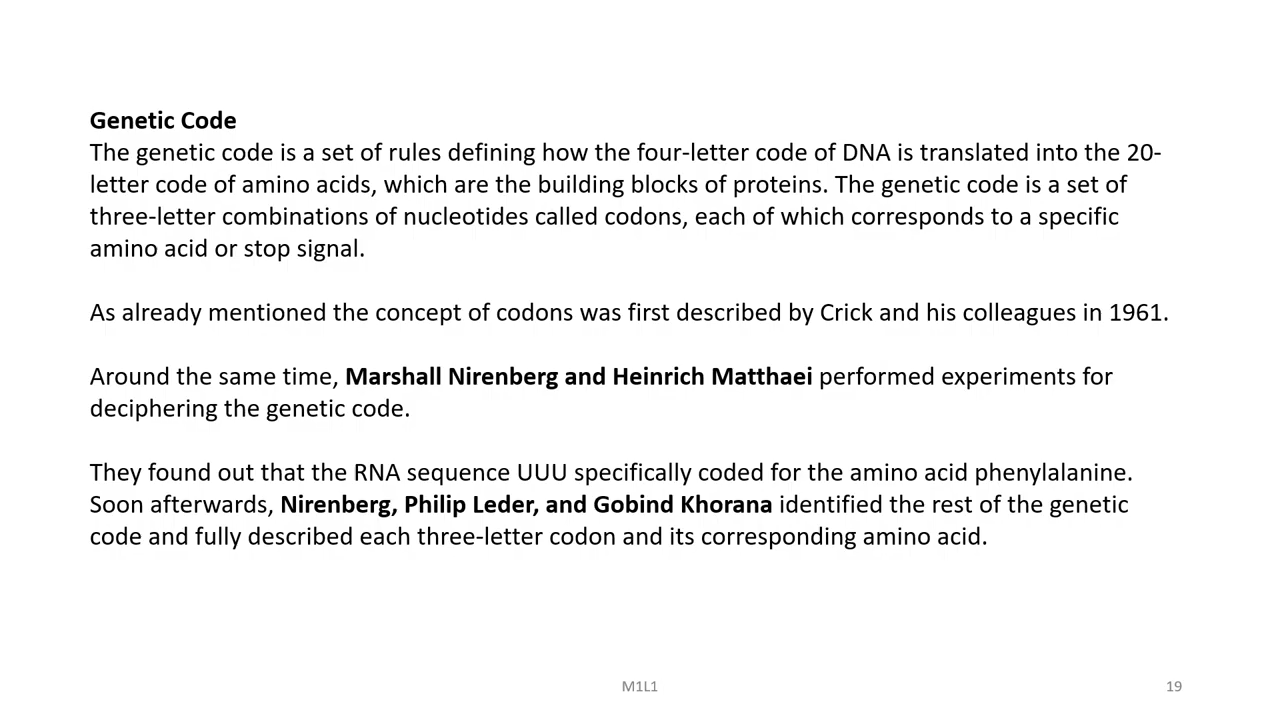 Genetic Code
The genetic code is a set of rules defining how the four-letter code of DNA is translated into the 20-
letter code of amino acids, which are the building blocks of proteins. The genetic code is a set of
three-letter combinations of nucleotides called codons, each of which corresponds to a specific
amino acid or stop signal.
As already mentioned the concept of codons was first described by Crick and his colleagues in 1961.
Around the same time, Marshall Nirenberg and Heinrich Matthaei performed experiments for
deciphering the genetic code.
They found out that the RNA sequence UUU specifically coded for the amino acid phenylalanine.
Soon afterwards, Nirenberg, Philip Leder, and Gobind Khorana identified the rest of the genetic
code and fully described each three-letter codon and its corresponding amino acid.
M1L1
19